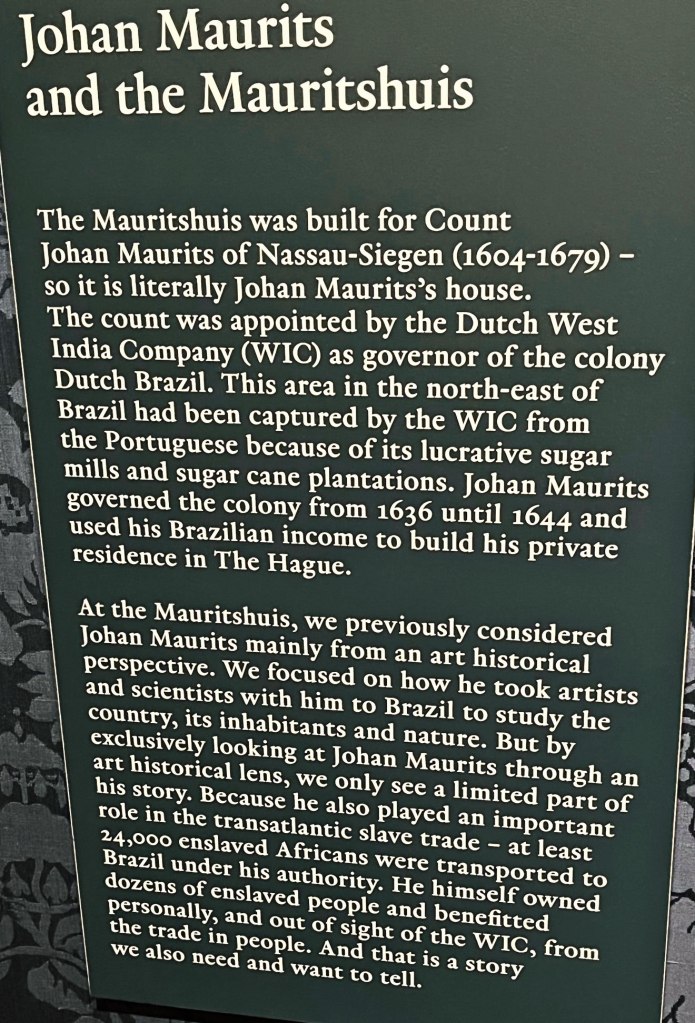 Johan Maurits
and the Mauritshuis
The Mauritshuis was built for Count
Johan Maurits of Nassau-Siegen (1604-1679) –
so it is literally Johan Maurits's house.
The count was appointed by the Dutch West
India Company (WIC) as governor of the colony
Dutch Brazil. This area in the north-east of
Brazil had been captured by the WIC from
the Portuguese because of its lucrative sugar
mills and sugar cane plantations. Johan Maurits
governed the colony from 1636 until 1644 and
used his Brazilian income to build his private
residence in The Hague.
At the Mauritshuis, we previously considered
Johan Maurits mainly from an art historical
perspective. We focused on how he took artists
and scientists with him to Brazil to study the
country, its inhabitants and nature. But by
exclusively looking at Johan Maurits through an
art historical lens, we only see a limited part of
his story. Because he also played an important
role in the transatlantic slave trade – at least
24,000 enslaved Africans were transported to
Brazil under his authority. He himself owned
dozens of enslaved people and benefitted
personally, and out of sight of the WIC, from
the trade in people. And that is a story
we also need and want to tell.